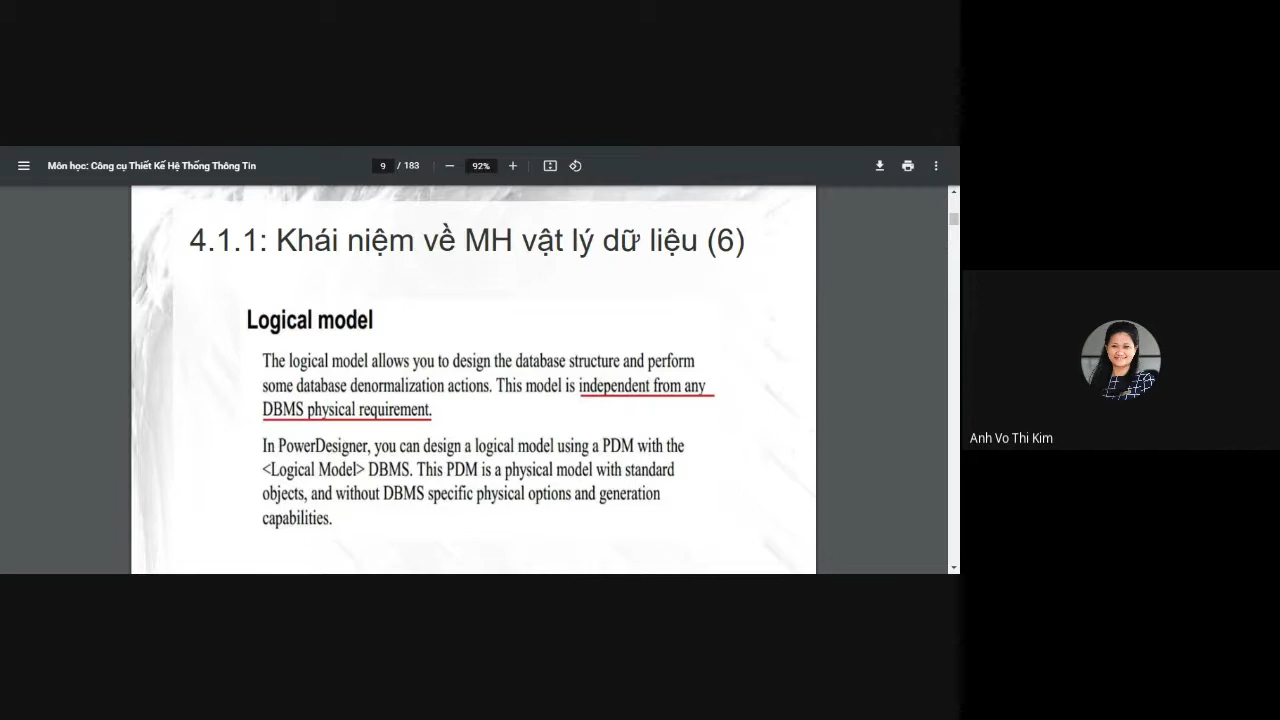 Môn học: Công cụ Thiết Kế Hệ Thống Thông Tin
9 / 183
92%
4.1.1: Khái niệm về MH vật lý dữ liệu (6)
Logical model
The logical model allows you to design the database structure and perform
some database denormalization actions. This model is independent from any
DBMS physical requirement.
In PowerDesigner, you can design a logical model using a PDM with the
<Logical Model> DBMS. This PDM is a physical model with standard
objects, and without DBMS specific physical options and generation
capabilities.
Anh Vo Thi Kim